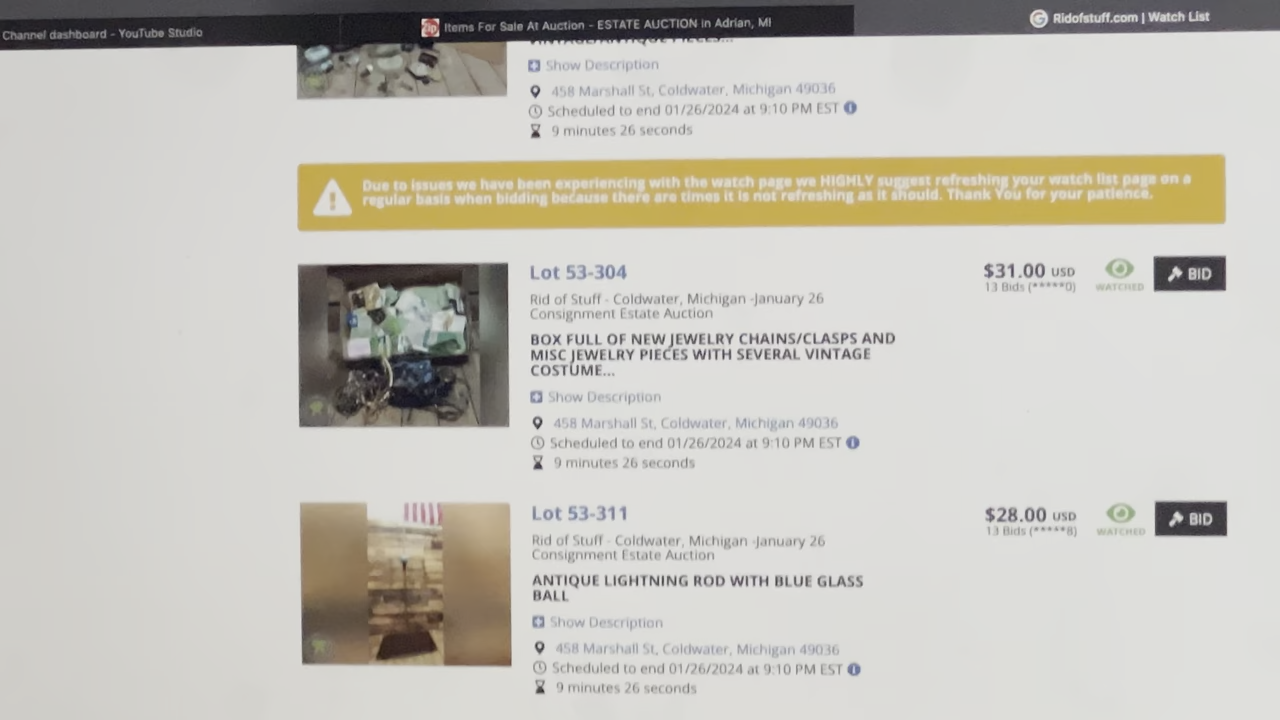 Channel dashboard - YouTube Studio
Items For Sale At Auction - ESTATE AUCTION in Adrian, MI
Ridofstuff.com | Watch List
VINTAGE/ANTIQUE PIECES...
Show Description
458 Marshall St, Coldwater, Michigan 49036
Scheduled to end 01/26/2024 at 9:10 PM EST
9 minutes 26 seconds
Due to issues we have been experiencing with the watch page we HIGHLY suggest refreshing your watch list page on a
regular basis when bidding because there are times it is not refreshing as it should. Thank You for your patience.
Lot 53-304
$31.00 USD
13 Bids (*****0)
WATCHED
BID
Rid of Stuff - Coldwater, Michigan -January 26
Consignment Estate Auction
BOX FULL OF NEW JEWELRY CHAINS/CLASPS AND
MISC JEWELRY PIECES WITH SEVERAL VINTAGE
COSTUME...
Show Description
458 Marshall St, Coldwater, Michigan 49036
Scheduled to end 01/26/2024 at 9:10 PM EST
9 minutes 26 seconds
Lot 53-311
$28.00 USD
13 Bids (*****8)
WATCHED
BID
Rid of Stuff - Coldwater, Michigan -January 26
Consignment Estate Auction
ANTIQUE LIGHTNING ROD WITH BLUE GLASS
BALL
Show Description
458 Marshall St, Coldwater, Michigan 49036
Scheduled to end 01/26/2024 at 9:10 PM EST
9 minutes 26 seconds